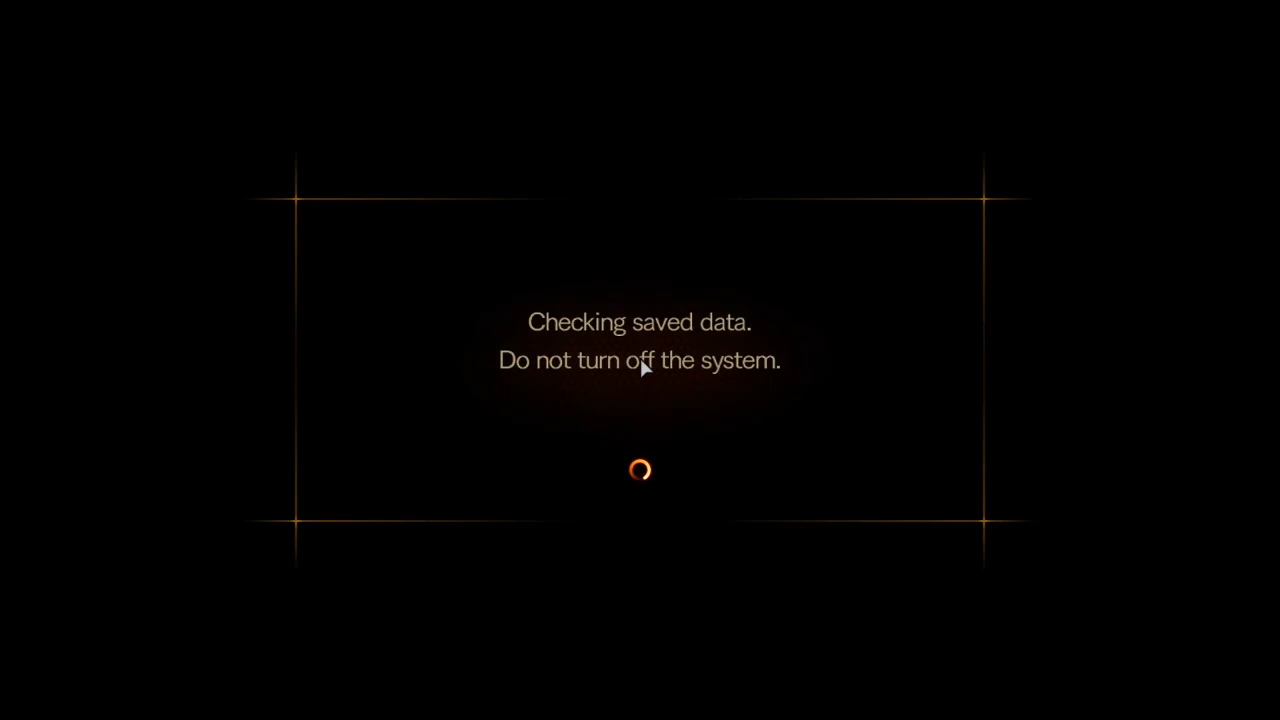 Checking saved data.
Do not turn off the system.